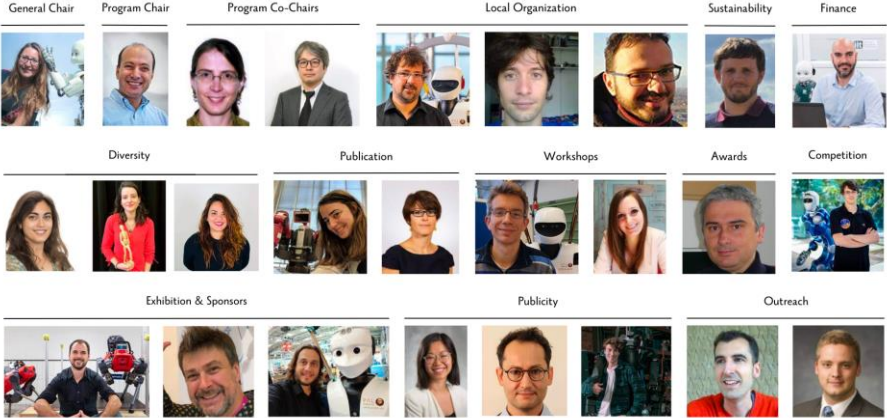 General Chair Program Chair Program Co-Chairs Local Organization Sustainability Finance
Diversity Publication Workshops Awards Competition
Exhibition & Sponsors Publicity Outreach